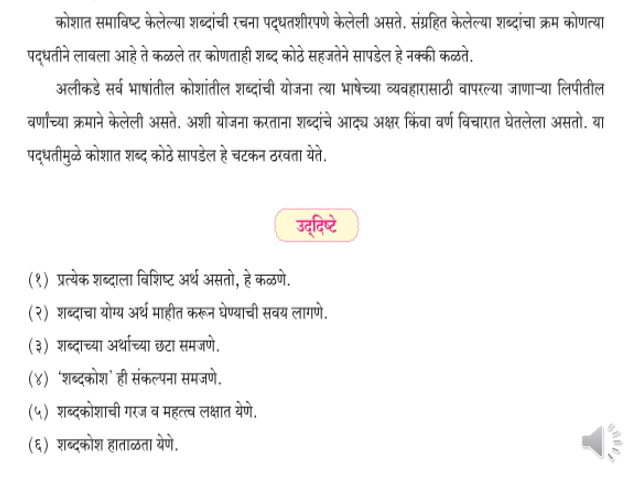 कोशात समाविष्ट केलेल्या शब्दांची रचना पद्धतशीरपणे केलेली असते. संग्रहित केलेल्या शब्दांचा क्रम कोणत्या
पद्धतीने लावला आहे ते कळले तर कोणताही शब्द कोठे सहजतेने सापडेल हे नक्की कळते.
अलीकडे सर्व भाषांतील कोशांतील शब्दांची योजना त्या भाषेच्या व्यवहारासाठी वापरल्या जाणाऱ्या लिपीतील
वर्णांच्या क्रमाने केलेली असते. अशी योजना करताना शब्दांचे आद्य अक्षर किंवा वर्ण विचारात घेतलेला असतो. या
पद्धतीमुळे कोशात शब्द कोठे सापडेल हे चटकन ठरवता येते.
उद्दिष्टे
(१) प्रत्येक शब्दाला विशिष्ट अर्थ असतो, हे कळणे.
(२) शब्दाचा योग्य अर्थ माहीत करून घेण्याची सवय लागणे.
(३) शब्दाच्या अर्थाच्या छटा समजणे.
(४) 'शब्दकोश' ही संकल्पना समजणे.
(५) शब्दकोशाची गरज व महत्त्व लक्षात येणे.
(६) शब्दकोश हाताळता येणे.